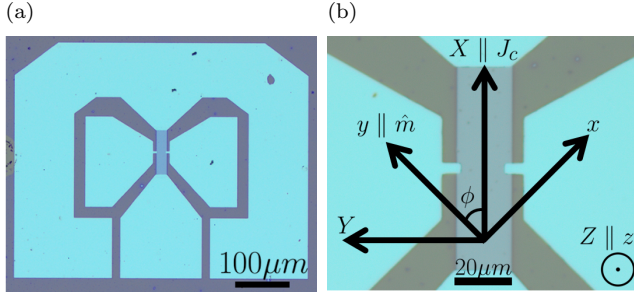 (a)
(b)
100μm
X ∥ J_c
y ∥ m̂
x
ϕ
Y
Z ∥ z
20μm